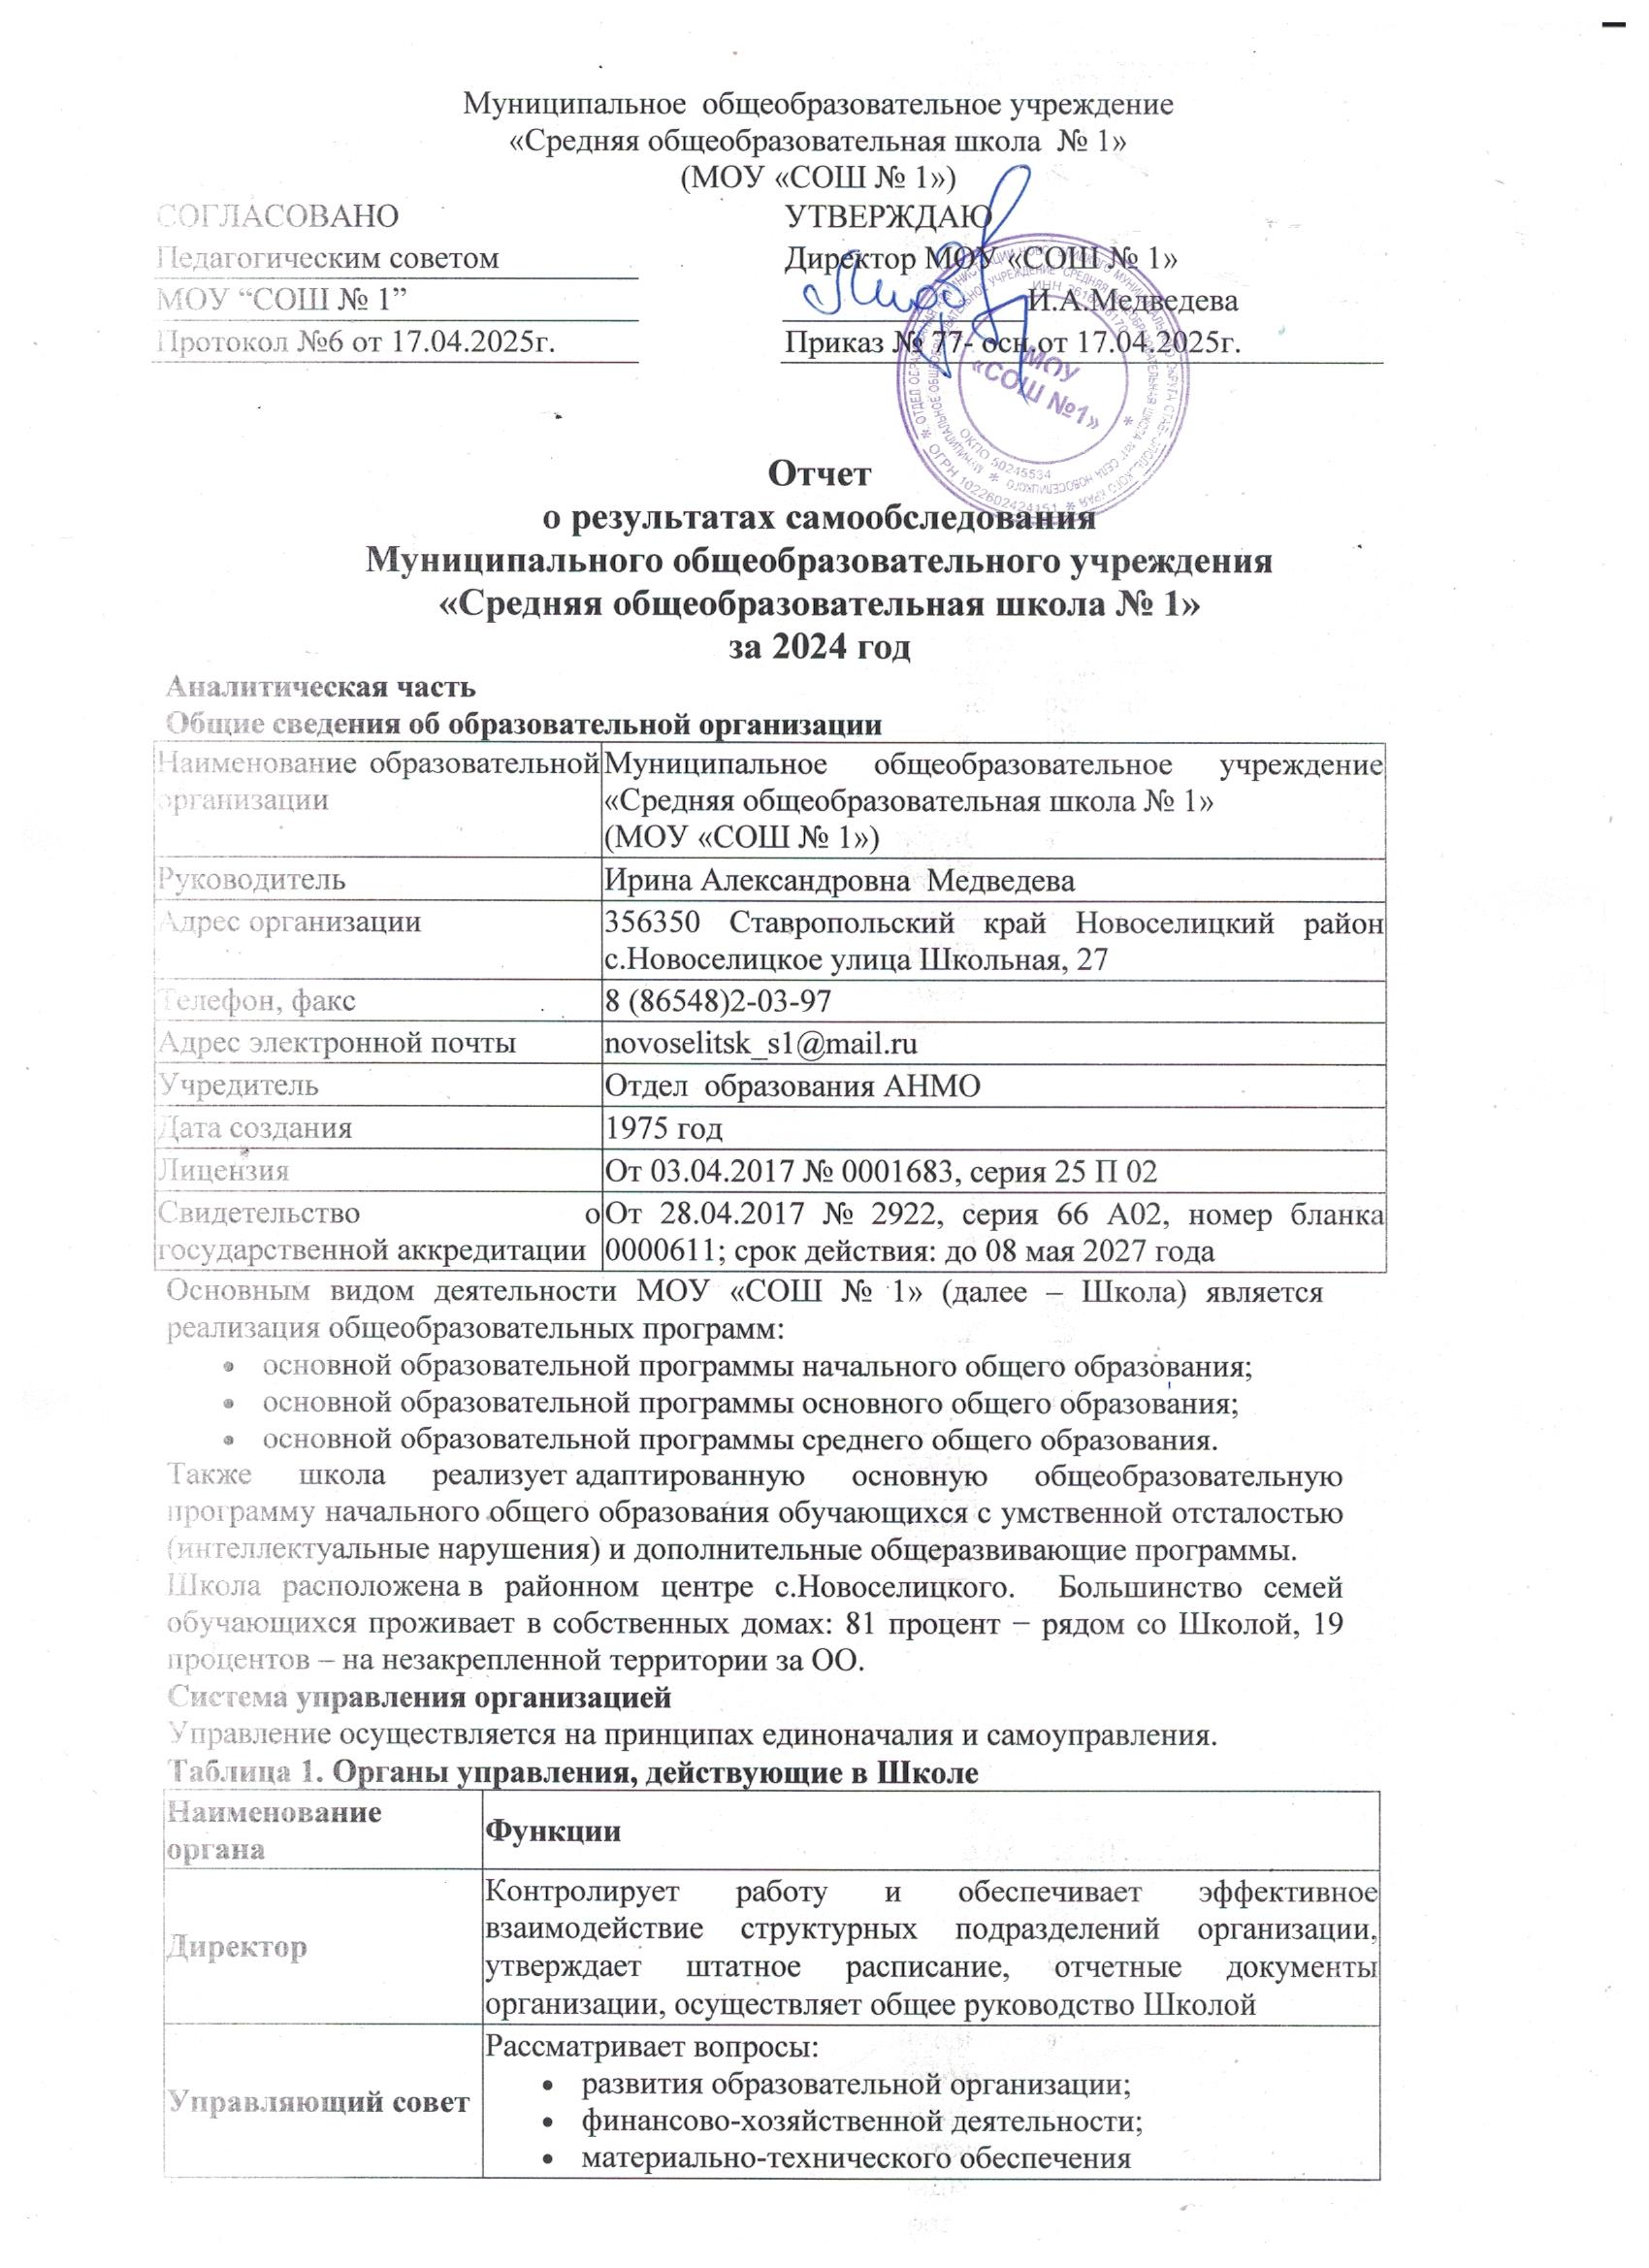 Муниципальное общеобразовательное учреждение
«Средняя общеобразовательная школа № 1»
(МОУ «СОШ № 1»)
СОГЛАСОВАНО
Педагогическим советом
МОУ “СОШ № 1”
Протокол №6 от 17.04.2025г.
УТВЕРЖДАЮ
Директор МОУ «СОШ № 1»
И.А.Медведева
Приказ № 77- осн.от 17.04.2025г.
МОУ
«СОШ №1»
ОКПО 50245534
ОГРН 1022602424151
Отчет
о результатах самообследования
Муниципального общеобразовательного учреждения
«Средняя общеобразовательная школа № 1»
за 2024 год
Аналитическая часть
Общие сведения об образовательной организации
Наименование образовательной
организации
Муниципальное общеобразовательное учреждение
«Средняя общеобразовательная школа № 1»
(МОУ «СОШ № 1»)
Руководитель
Ирина Александровна Медведева
Адрес организации
356350 Ставропольский край Новоселицкий район
с.Новоселицкое улица Школьная, 27
Телефон, факс
8 (86548)2-03-97
Адрес электронной почты
novoselitsk_s1@mail.ru
Учредитель
Отдел образования АНМО
Дата создания
1975 год
Лицензия
От 03.04.2017 № 0001683, серия 25 П 02
Свидетельство о
государственной аккредитации
От 28.04.2017 № 2922, серия 66 А02, номер бланка
0000611; срок действия: до 08 мая 2027 года
Основным видом деятельности МОУ «СОШ № 1» (далее – Школа) является
реализация общеобразовательных программ:
• основной образовательной программы начального общего образования;
• основной образовательной программы основного общего образования;
• основной образовательной программы среднего общего образования.
Также школа реализует адаптированную основную общеобразовательную
программу начального общего образования обучающихся с умственной отсталостью
(интеллектуальные нарушения) и дополнительные общеразвивающие программы.
Школа расположена в районном центре с.Новоселицкого. Большинство семей
обучающихся проживает в собственных домах: 81 процент – рядом со Школой, 19
процентов – на незакрепленной территории за ОО.
Система управления организацией
Управление осуществляется на принципах единоначалия и самоуправления.
Таблица 1. Органы управления, действующие в Школе
Наименование
органа
Функции
Директор
Контролирует работу и обеспечивает эффективное
взаимодействие структурных подразделений организации,
утверждает штатное расписание, отчетные документы
организации, осуществляет общее руководство Школой
Управляющий совет
Рассматривает вопросы:
• развития образовательной организации;
• финансово-хозяйственной деятельности;
• материально-технического обеспечения